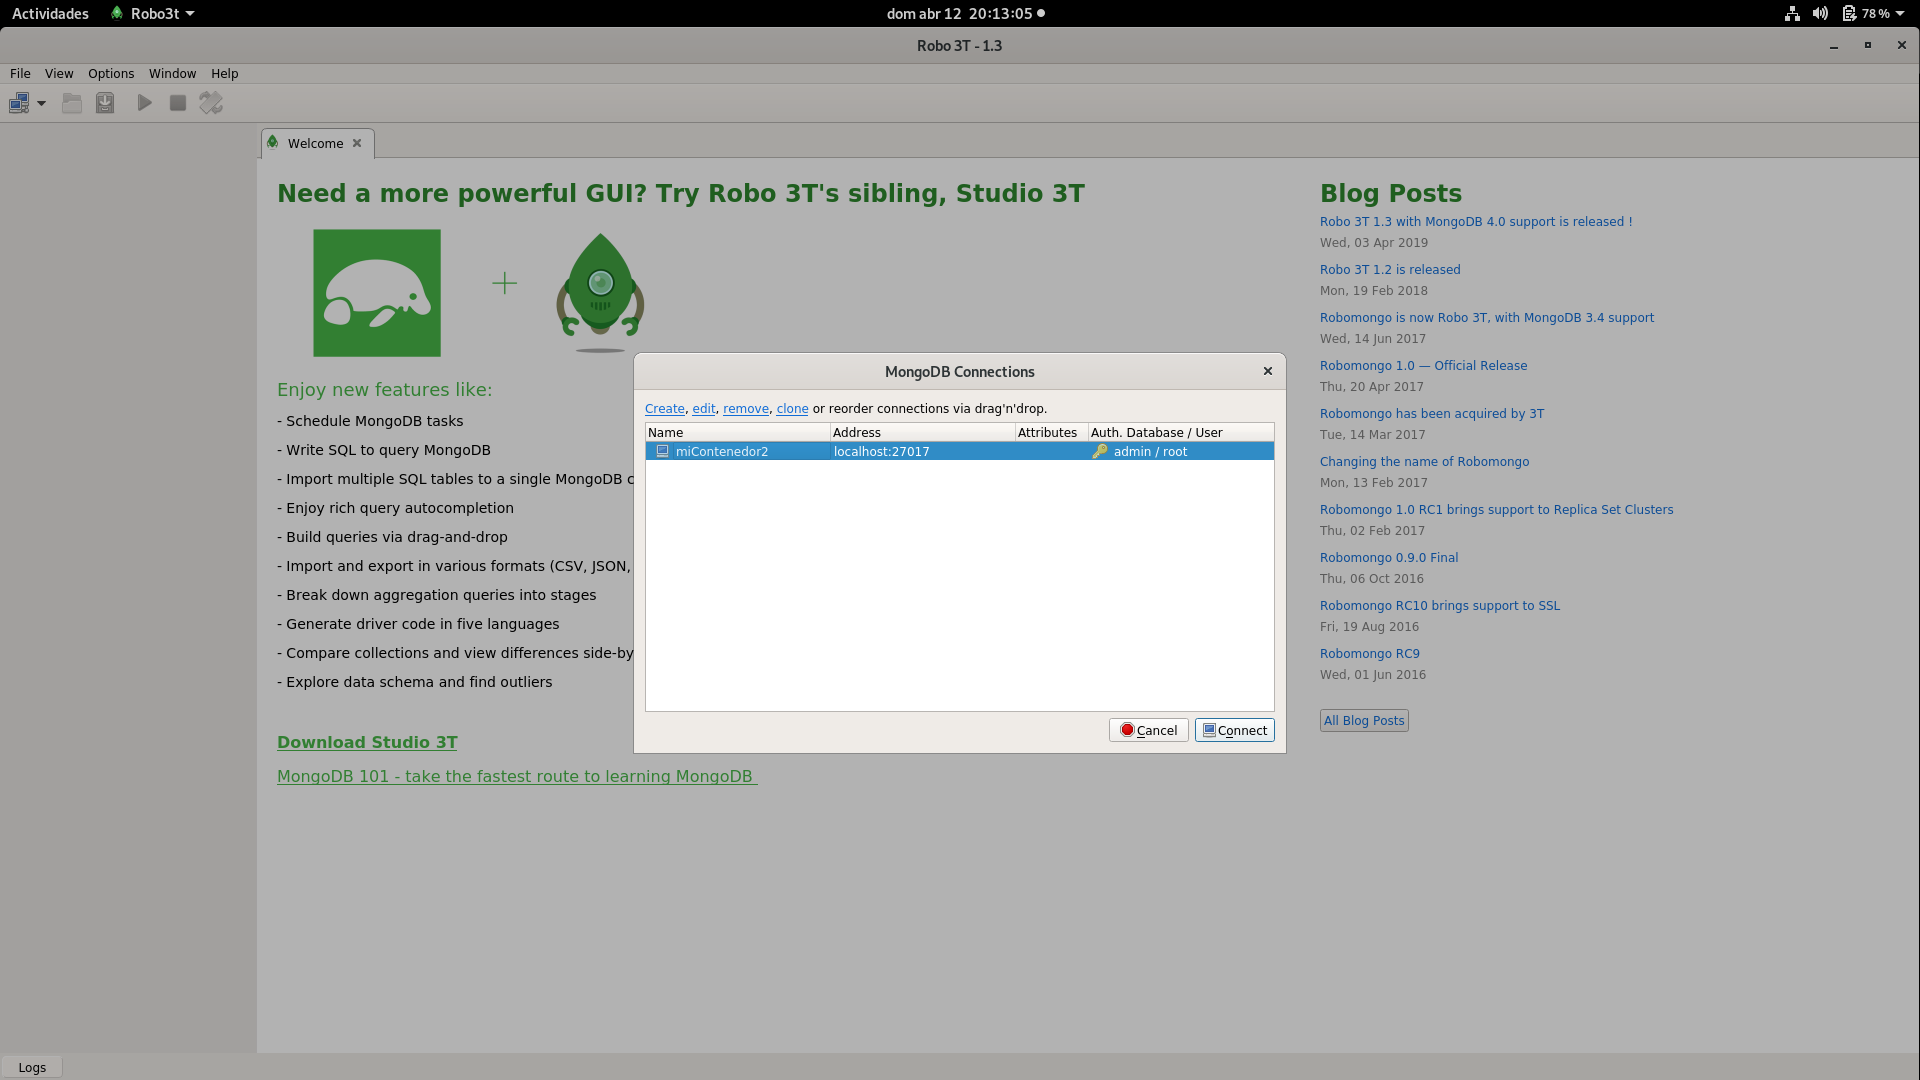 Actividades Robo3t dom abr 12 20:13:05 78 %
Robo 3T - 1.3
File View Options Window Help
Welcome
Need a more powerful GUI? Try Robo 3T's sibling, Studio 3T
Enjoy new features like:
- Schedule MongoDB tasks
- Write SQL to query MongoDB
- Import multiple SQL tables to a single MongoDB c
- Enjoy rich query autocompletion
- Build queries via drag-and-drop
- Import and export in various formats (CSV, JSON,
- Break down aggregation queries into stages
- Generate driver code in five languages
- Compare collections and view differences side-by
- Explore data schema and find outliers
Download Studio 3T
MongoDB 101 - take the fastest route to learning MongoDB
MongoDB Connections
Create, edit, remove, clone or reorder connections via drag'n'drop.
Name Address Attributes Auth. Database / User
miContenedor2 localhost:27017 admin / root
Cancel Connect
Blog Posts
Robo 3T 1.3 with MongoDB 4.0 support is released !
Wed, 03 Apr 2019
Robo 3T 1.2 is released
Mon, 19 Feb 2018
Robomongo is now Robo 3T, with MongoDB 3.4 support
Wed, 14 Jun 2017
Robomongo 1.0 — Official Release
Thu, 20 Apr 2017
Robomongo has been acquired by 3T
Tue, 14 Mar 2017
Changing the name of Robomongo
Mon, 13 Feb 2017
Robomongo 1.0 RC1 brings support to Replica Set Clusters
Thu, 02 Feb 2017
Robomongo 0.9.0 Final
Thu, 06 Oct 2016
Robomongo RC10 brings support to SSL
Fri, 19 Aug 2016
Robomongo RC9
Wed, 01 Jun 2016
All Blog Posts
Logs